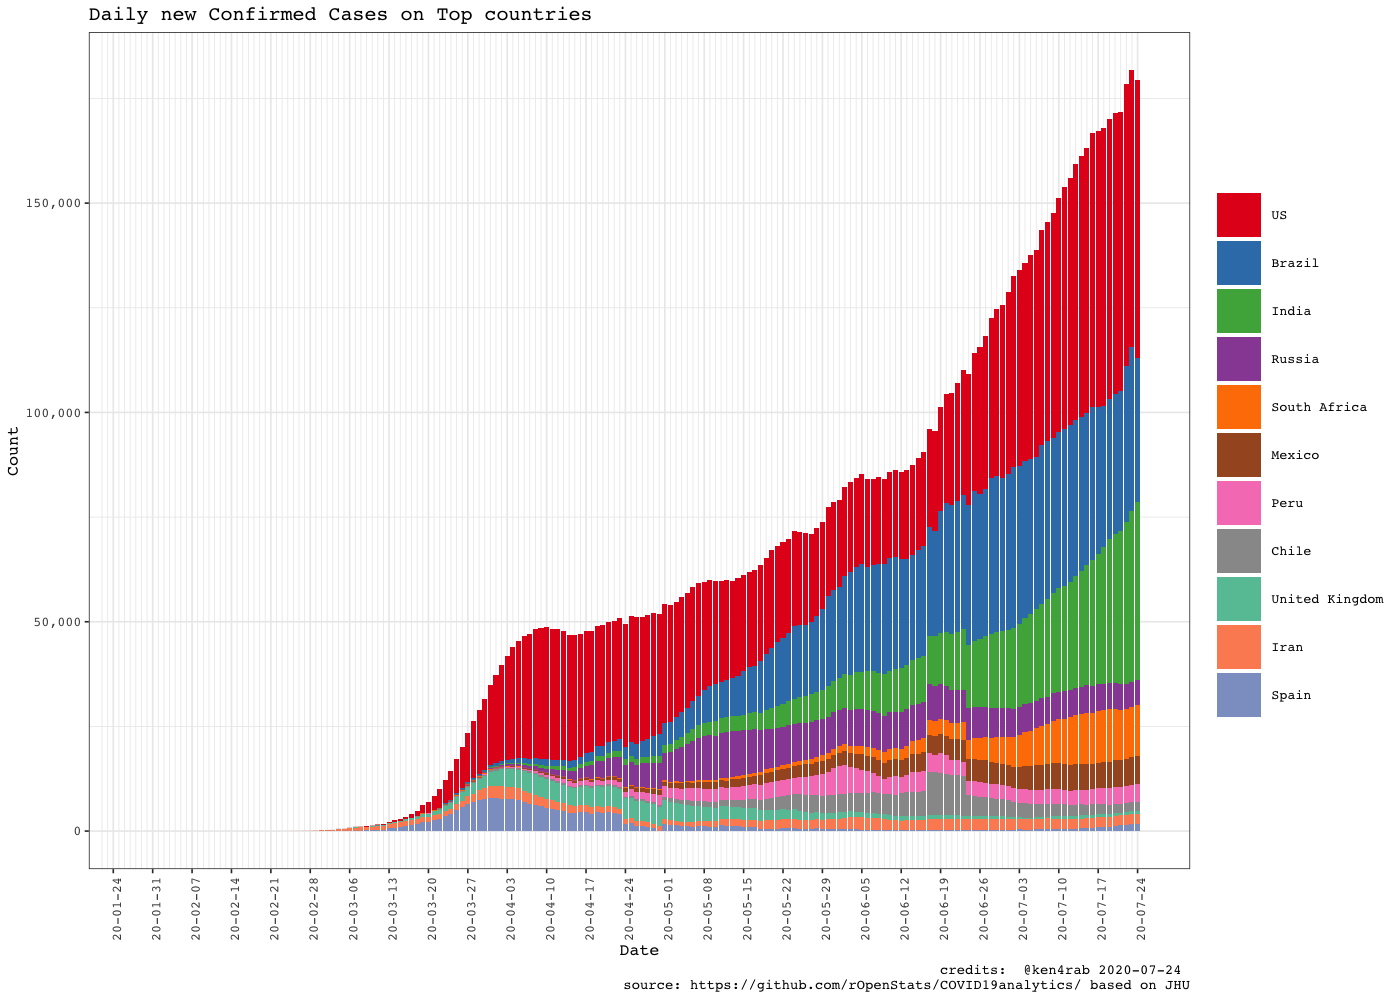 Daily new Confirmed Cases on Top countries
Count
150,000
100,000
50,000
0
20-01-24
20-01-31
20-02-07
20-02-14
20-02-21
20-02-28
20-03-06
20-03-13
20-03-20
20-03-27
20-04-03
20-04-10
20-04-17
20-04-24
20-05-01
20-05-08
20-05-15
20-05-22
20-05-29
20-06-05
20-06-12
20-06-19
20-06-26
20-07-03
20-07-10
20-07-17
20-07-24
Date
US
Brazil
India
Russia
South Africa
Mexico
Peru
Chile
United Kingdom
Iran
Spain
credits:  @ken4rab 2020-07-24
source: https://github.com/rOpenStats/COVID19analytics/ based on JHU